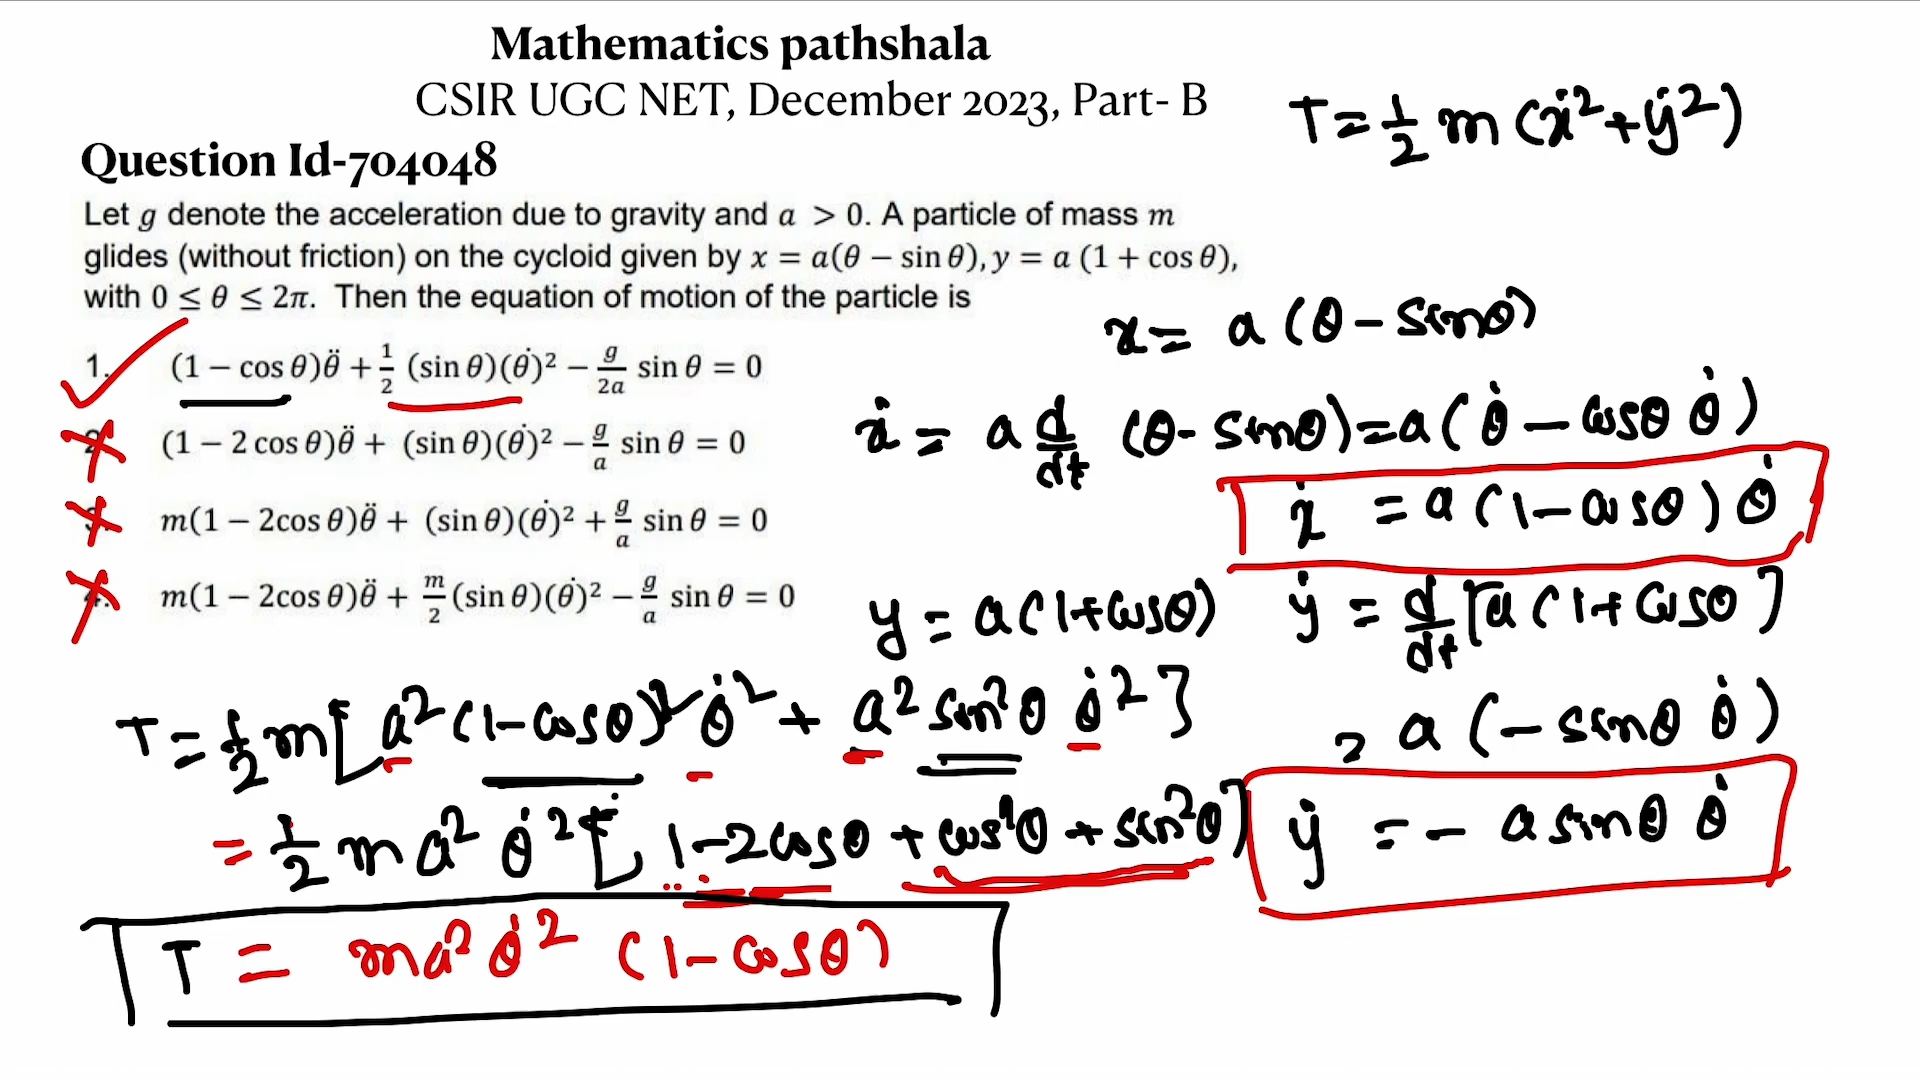 Mathematics pathshala
CSIR UGC NET, December 2023, Part- B
T = 1/2 m (ẋ² + ẏ²)
Question Id-704048
Let g denote the acceleration due to gravity and a > 0. A particle of mass m
glides (without friction) on the cycloid given by x = a(θ − sin θ), y = a (1 + cos θ),
with 0 ≤ θ ≤ 2π. Then the equation of motion of the particle is
1. (1 − cos θ)θ̈ + 1/2 (sin θ)(θ̇)² − g/2a sin θ = 0
2. (1 − 2 cos θ)θ̈ + (sin θ)(θ̇)² − g/a sin θ = 0
3. m(1 − 2cos θ)θ̈ + (sin θ)(θ̇)² + g/a sin θ = 0
4. m(1 − 2cos θ)θ̈ + m/2 (sin θ)(θ̇)² − g/a sin θ = 0
x = a (θ − sinθ)
ẋ = a d/dt (θ − sinθ) = a (θ̇ − cosθ θ̇)
ẋ = a (1 − cosθ) θ̇
y = a (1 + cosθ) ẏ = d/dt [a (1 + cosθ]
= a (− sinθ θ̇)
ẏ = − a sinθ θ̇
T = 1/2 m [a² (1 − cosθ)² θ̇² + a² sin²θ θ̇²]
= 1/2 m a² θ̇² [1 − 2cosθ + cos²θ + sin²θ]
T = ma² θ̇² (1 − cosθ)